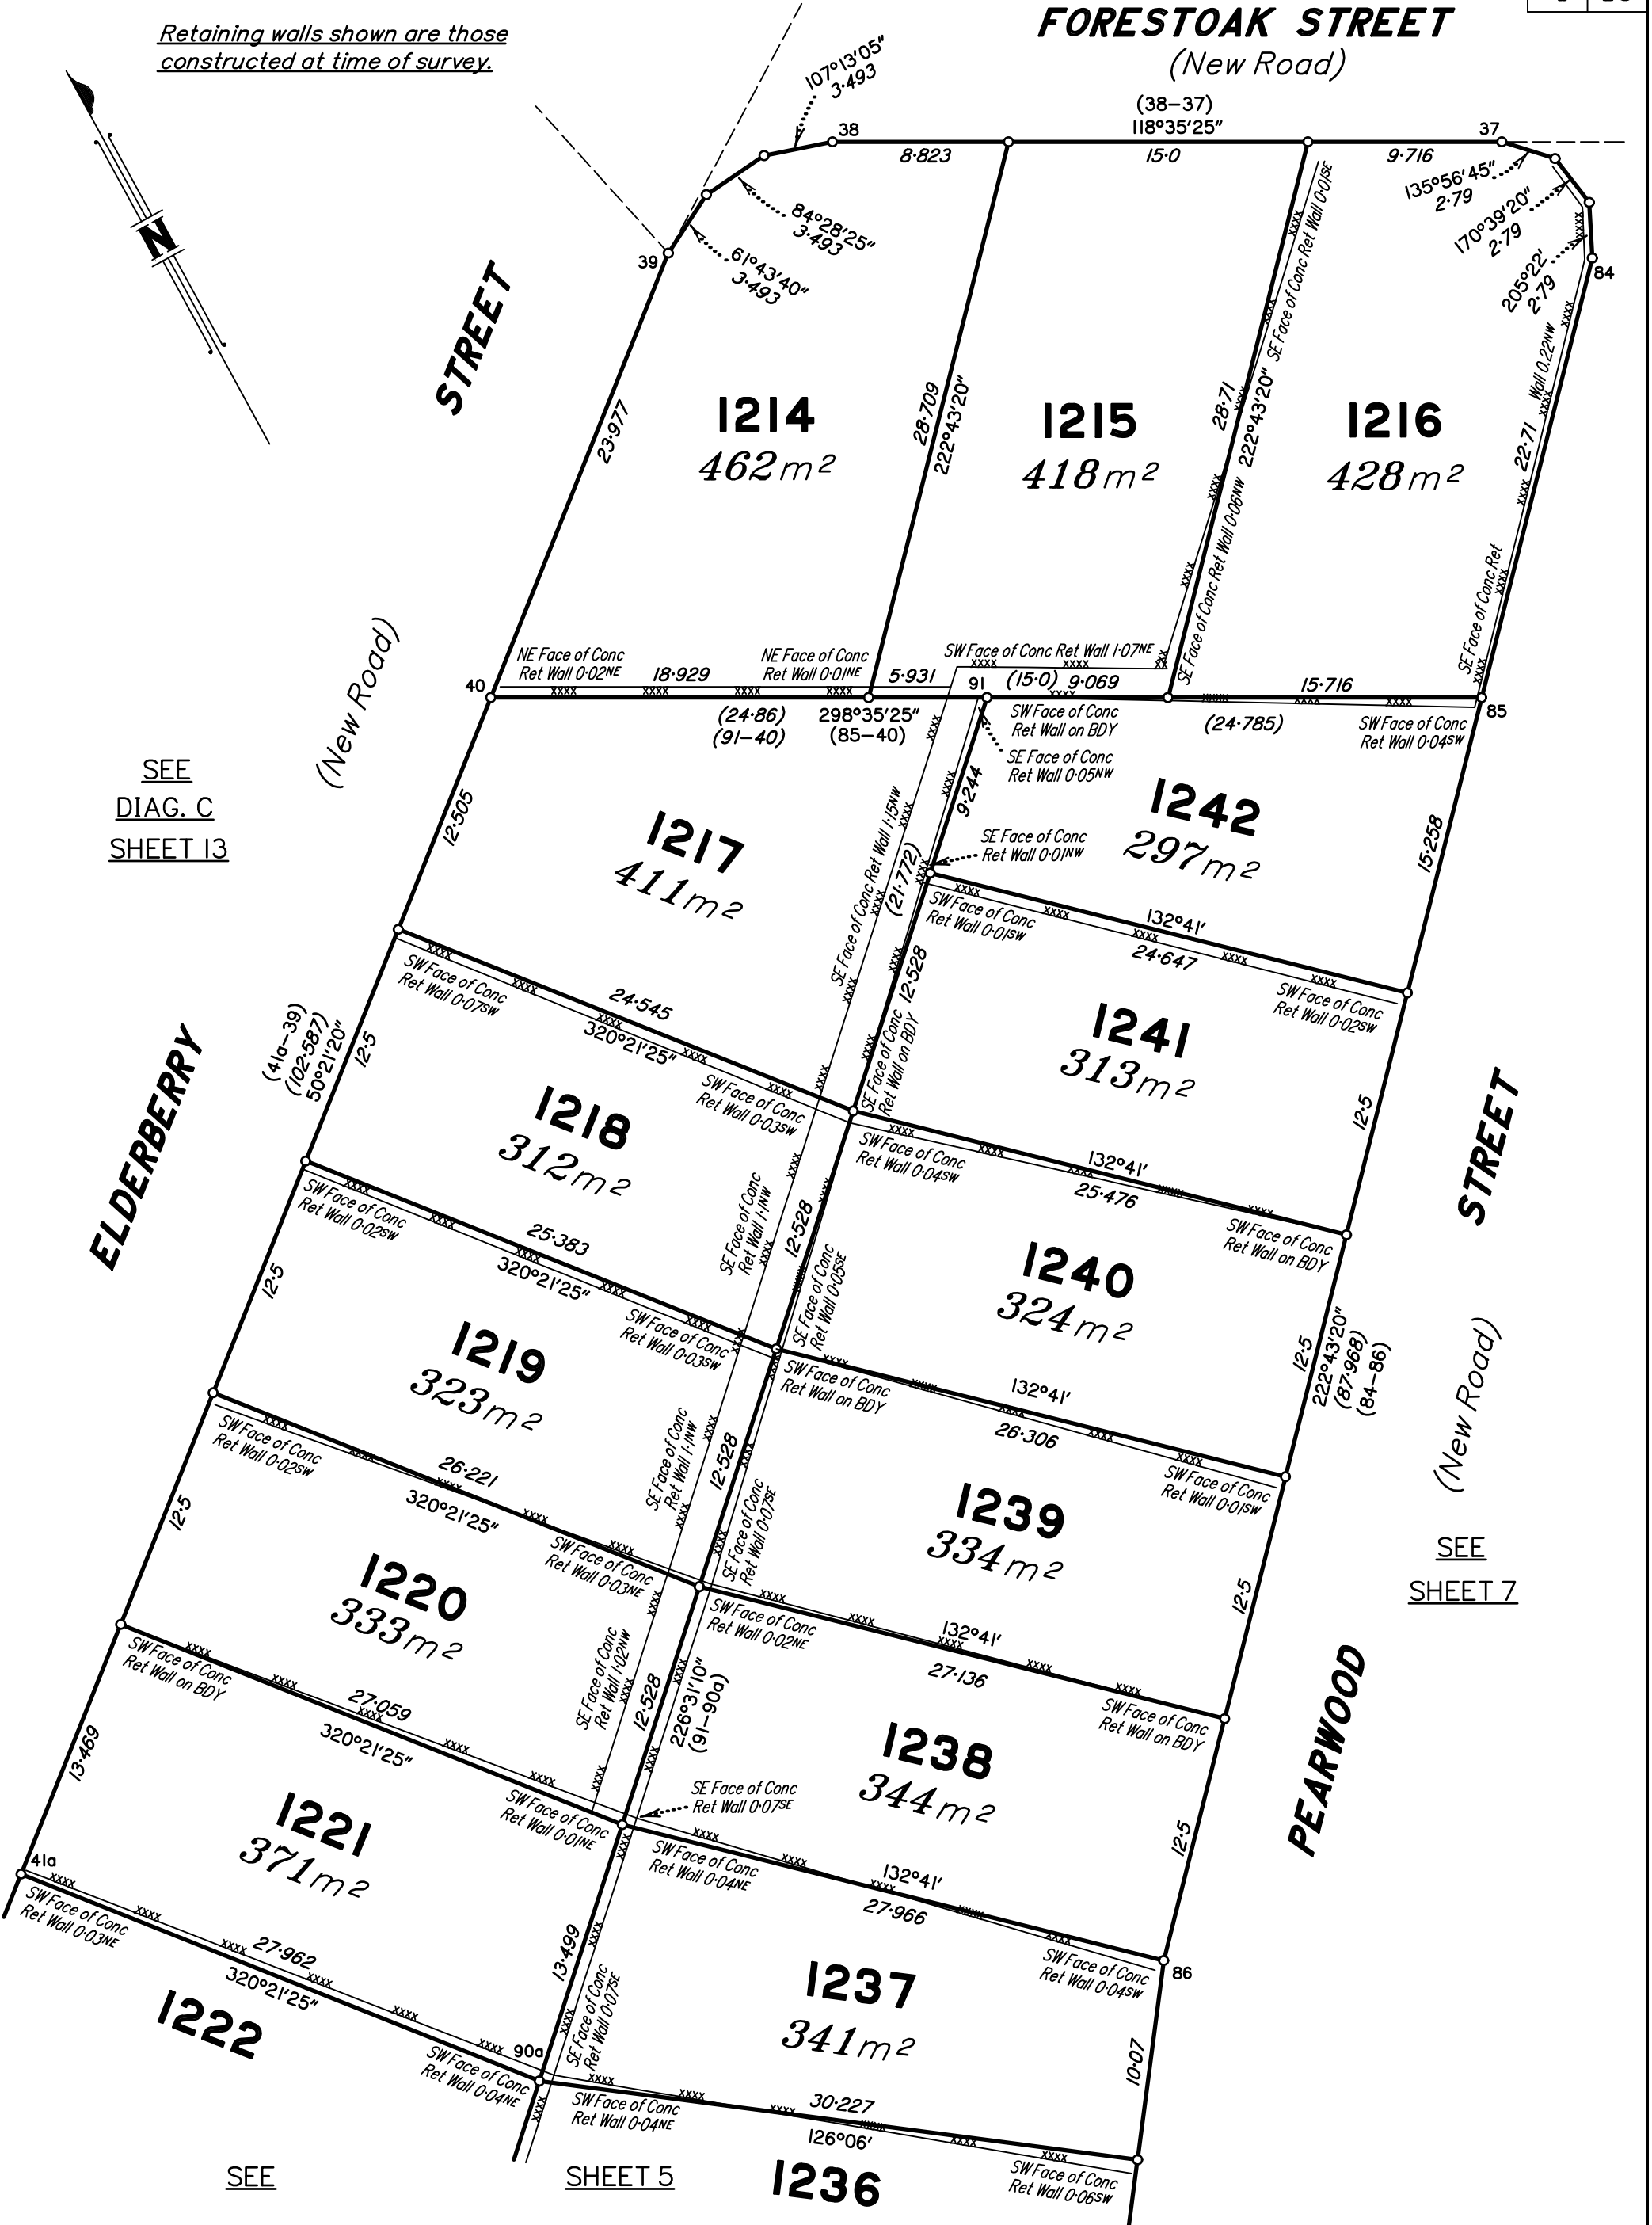 Retaining walls shown are those
constructed at time of survey.
FORESTOAK STREET
(New Road)
N
107°13'05"
3·493
38
(38–37)
118°35'25"
37
8·823
15·0
9·716
84°28'25"
3·493
61°43'40"
3·493
39
135°56'45"
2·79
170°39'20"
2·79
205°22'
2·79
84
STREET
23·977
1214
462m²
28·709
222°43'20"
1215
418m²
28·71
222°43'20"
SE Face of Conc Ret Wall 0·01SE
SE Face of Conc Ret Wall 0·06NW
1216
428m²
22·71
SE Face of Conc Ret
Wall 0.22NW
(New Road)
40
NE Face of Conc
Ret Wall 0·02NE
18·929
NE Face of Conc
Ret Wall 0·01NE
5·931
SW Face of Conc Ret Wall 1·07NE
91
(15·0)
9·069
15·716
85
(24·86)
(91–40)
298°35'25"
(85–40)
SW Face of Conc
Ret Wall on BDY
(24·785)
SW Face of Conc
Ret Wall 0·04SW
SE Face of Conc
Ret Wall 0·05NW
SEE
DIAG. C
SHEET 13
12·505
1217
411m²
SE Face of Conc Ret Wall 1·15NW
(21·772)
9·244
SE Face of Conc
Ret Wall 0·01NW
1242
297m²
15·258
SW Face of Conc
Ret Wall 0·07SW
24·545
320°21'25"
SW Face of Conc
Ret Wall 0·03SW
SW Face of Conc
Ret Wall 0·01SW
132°41'
24·647
SW Face of Conc
Ret Wall 0·02SW
ELDERBERRY
(41a–39)
(102·587)
50°21'20"
12·5
1218
312m²
12·528
SE Face of Conc
Ret Wall on BDY
1241
313m²
12·5
STREET
SW Face of Conc
Ret Wall 0·02SW
25·383
320°21'25"
SW Face of Conc
Ret Wall 0·03SW
SE Face of Conc
Ret Wall 1·1NW
SW Face of Conc
Ret Wall 0·04SW
132°41'
25·476
SW Face of Conc
Ret Wall on BDY
12·5
1219
323m²
12·528
SE Face of Conc
Ret Wall 0·05SE
1240
324m²
12·5
222°43'20"
(87·968)
(84–86)
(New Road)
SW Face of Conc
Ret Wall 0·02SW
26·221
320°21'25"
SW Face of Conc
Ret Wall 0·03NE
SE Face of Conc
Ret Wall 1·1NW
SW Face of Conc
Ret Wall on BDY
132°41'
26·306
SW Face of Conc
Ret Wall 0·01SW
12·5
1220
333m²
12·528
SE Face of Conc
Ret Wall 0·07SE
1239
334m²
12·5
SEE
SHEET 7
SW Face of Conc
Ret Wall on BDY
27·059
320°21'25"
SW Face of Conc
Ret Wall 0·01NE
SE Face of Conc
Ret Wall 1·02NW
SW Face of Conc
Ret Wall 0·02NE
132°41'
27·136
SW Face of Conc
Ret Wall on BDY
13·469
1221
371m²
12·528
226°31'10"
(91–90a)
SE Face of Conc
Ret Wall 0·07SE
1238
344m²
12·5
PEARWOOD
41a
SW Face of Conc
Ret Wall 0·03NE
27·962
320°21'25"
90a
SW Face of Conc
Ret Wall 0·04NE
1222
13·499
SE Face of Conc
Ret Wall 0·07SE
SW Face of Conc
Ret Wall 0·04NE
132°41'
27·966
SW Face of Conc
Ret Wall 0·04SW
86
1237
341m²
10·07
SW Face of Conc
Ret Wall 0·04NE
30·227
126°06'
SW Face of Conc
Ret Wall 0·06SW
1236
SEE
SHEET 5